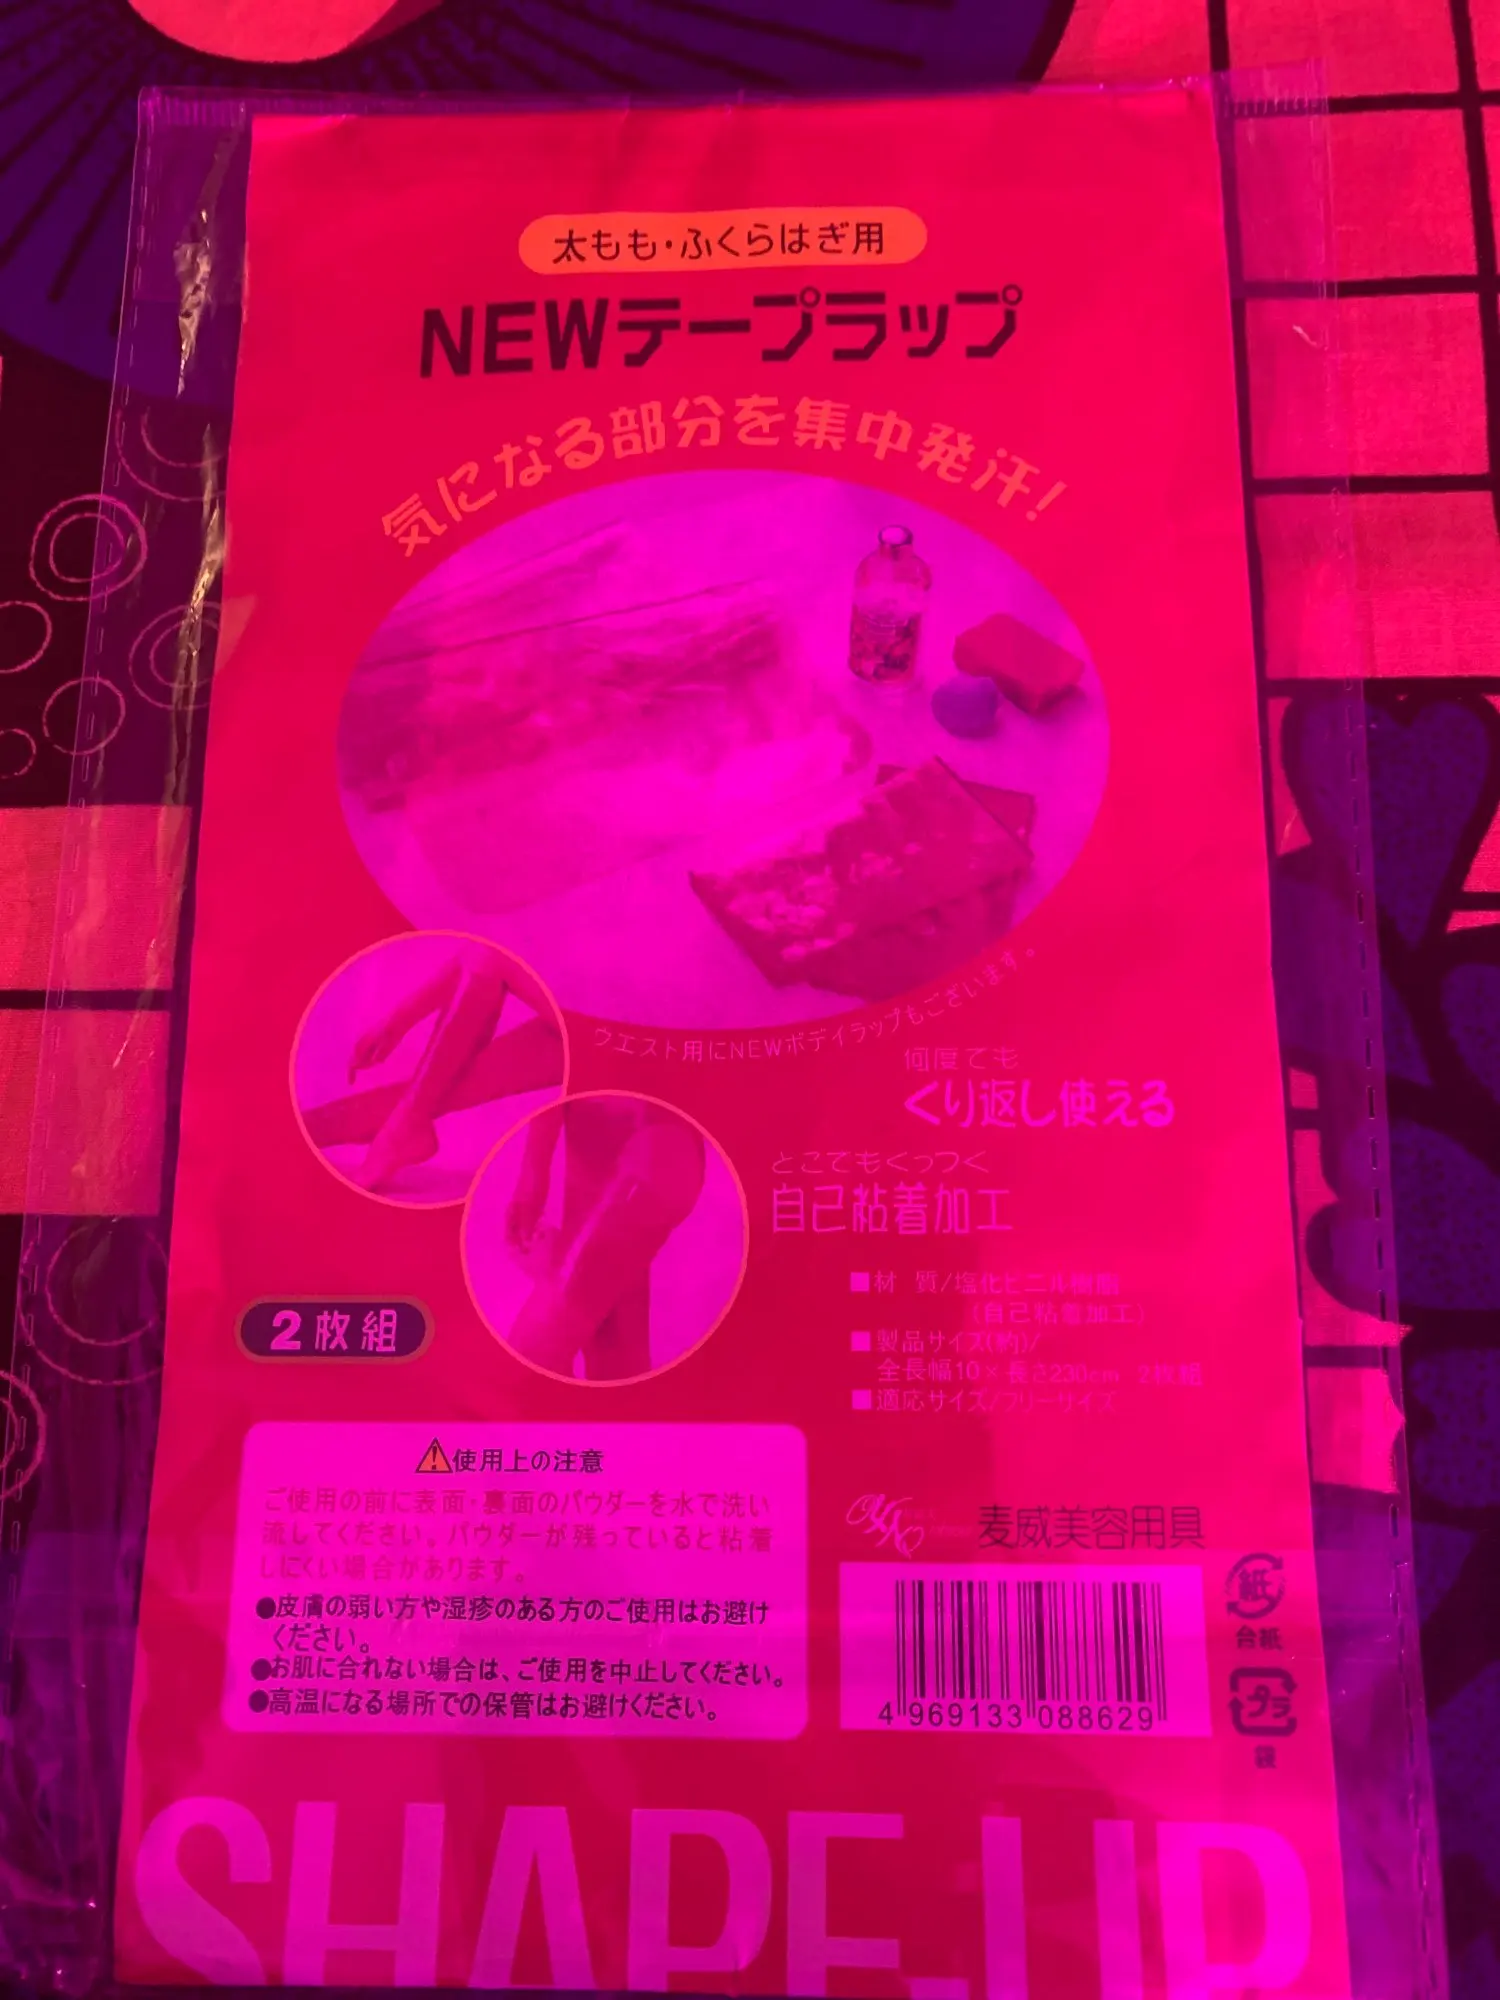 太もも・ふくらはぎ用
NEWテープラップ
気になる部分を集中発汗!
ウエスト用にNEWボディラップもございます。
何度でも
くり返し使える
とこでもくっつく
自己粘着加工
2枚組
■材 質/塩化ビニル樹脂
(自己粘着加工)
■製品サイズ(約)/
全長幅10×長さ230cm 2枚組
■適応サイズ/フリーサイズ
使用上の注意
ご使用の前に表面・裏面のパウダーを水で洗い
流してください。パウダーが残っていると粘着
しにくい場合があります。
●皮膚の弱い方や湿疹のある方のご使用はお避け
ください。
●お肌に合れない場合は、ご使用を中止してください。
●高温になる場所での保管はお避けください。
麦威美容用具
4 969133 088629
紙
台紙
プラ
袋
SHAPE-UP